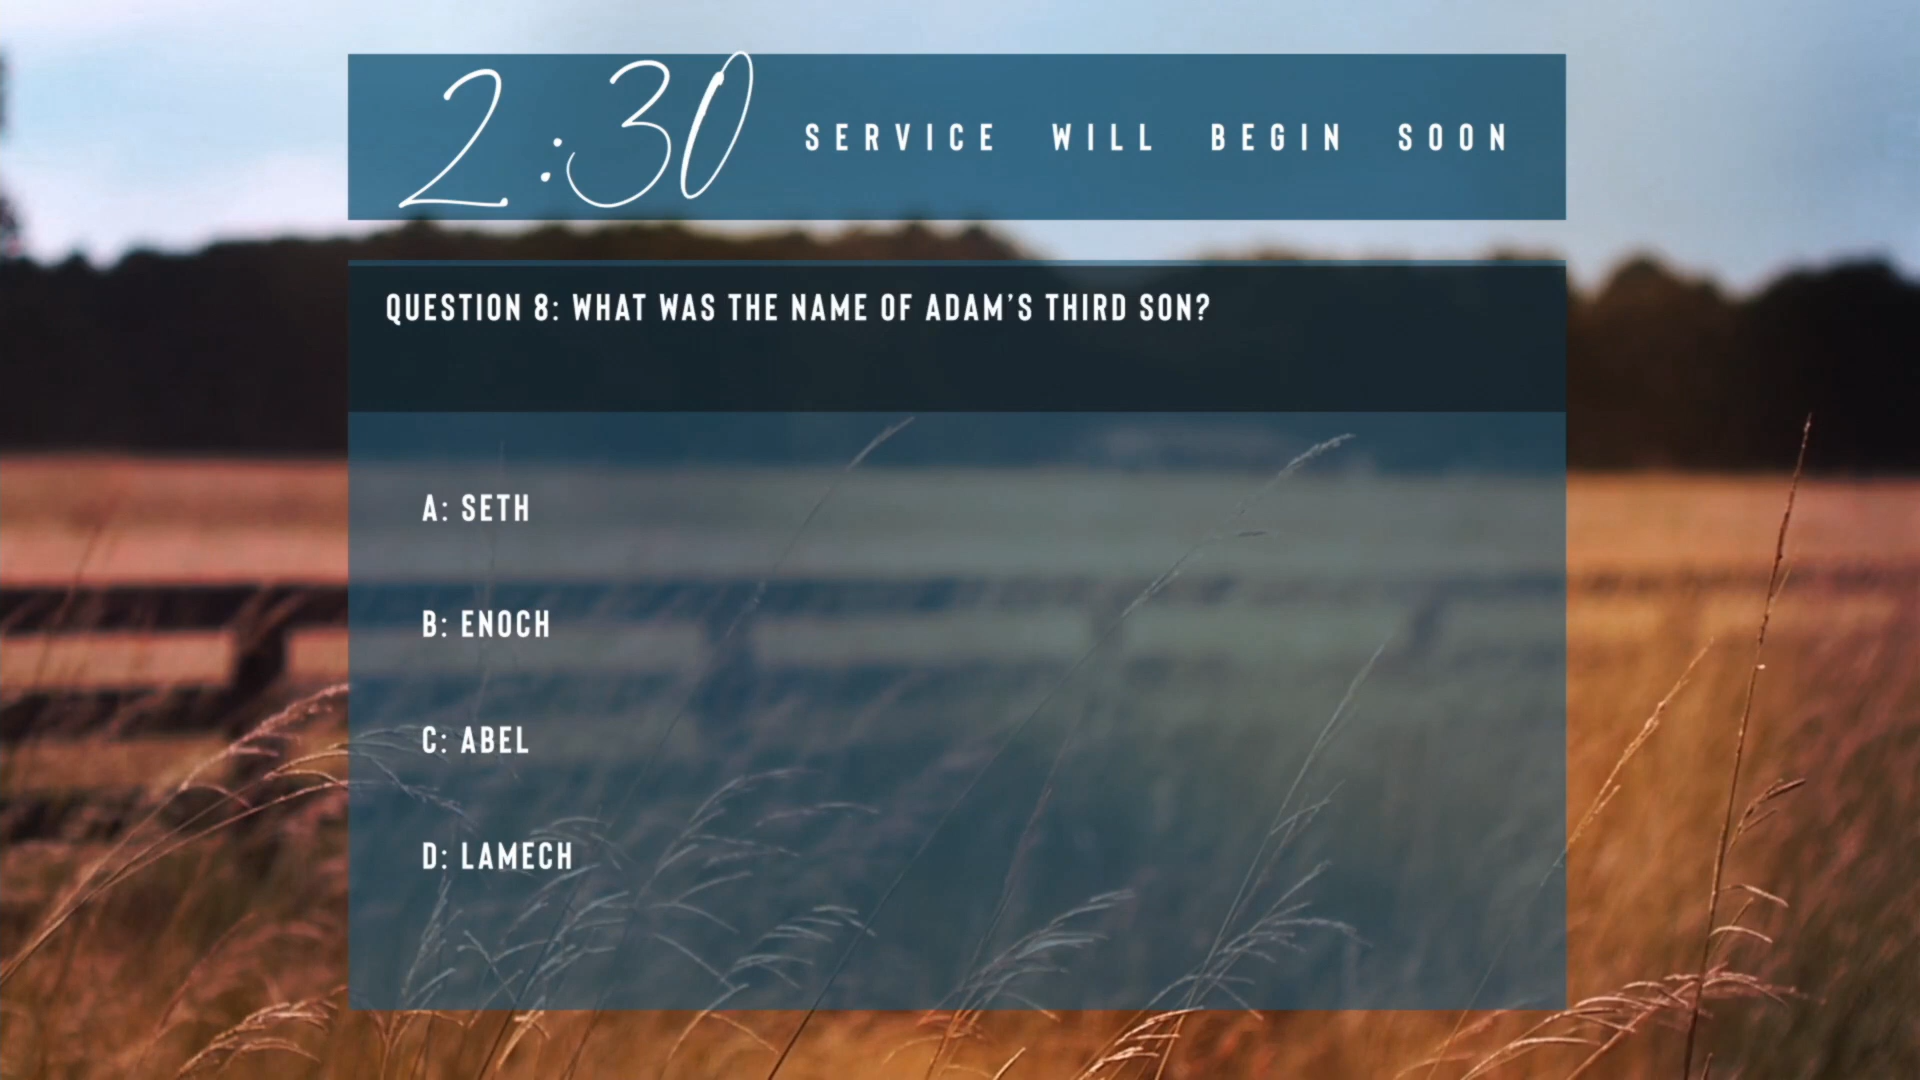 2:30 SERVICE WILL BEGIN SOON
QUESTION 8: WHAT WAS THE NAME OF ADAM'S THIRD SON?
A: SETH
B: ENOCH
C: ABEL
D: LAMECH